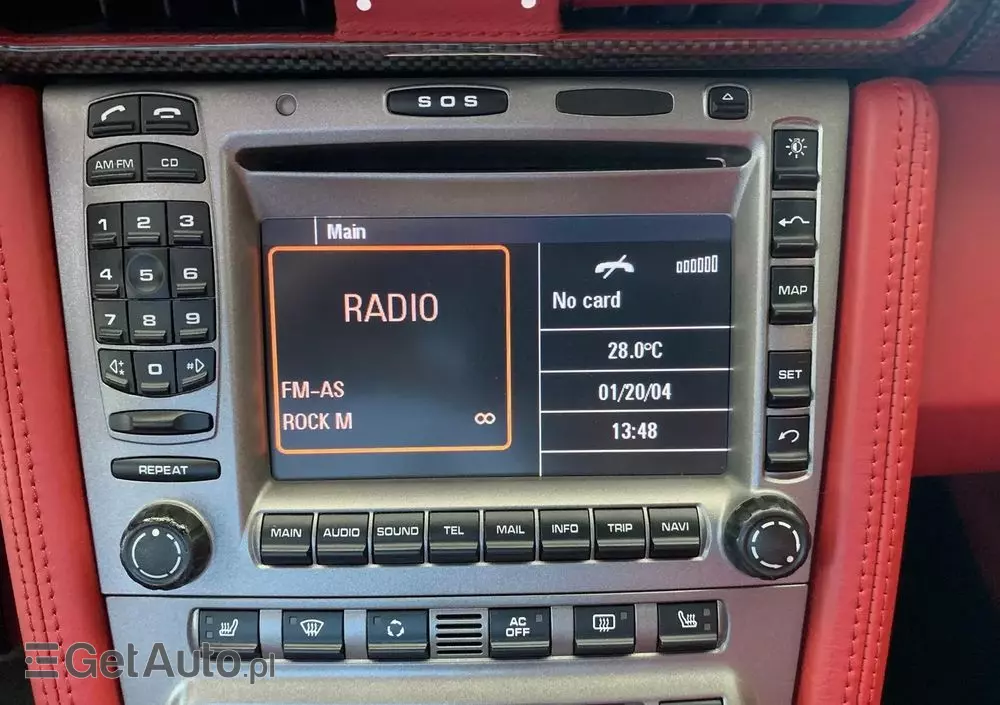 SOS
AM FM
CD
1 2 3
4 5 6
7 8 9
* 0 #
REPEAT
Main
RADIO
FM-AS
ROCK M
No card
28.0°C
01/20/04
13:48
MAP
SET
MAIN
AUDIO
SOUND
TEL
MAIL
INFO
TRIP
NAVI
AC
OFF
GetAuto.pl